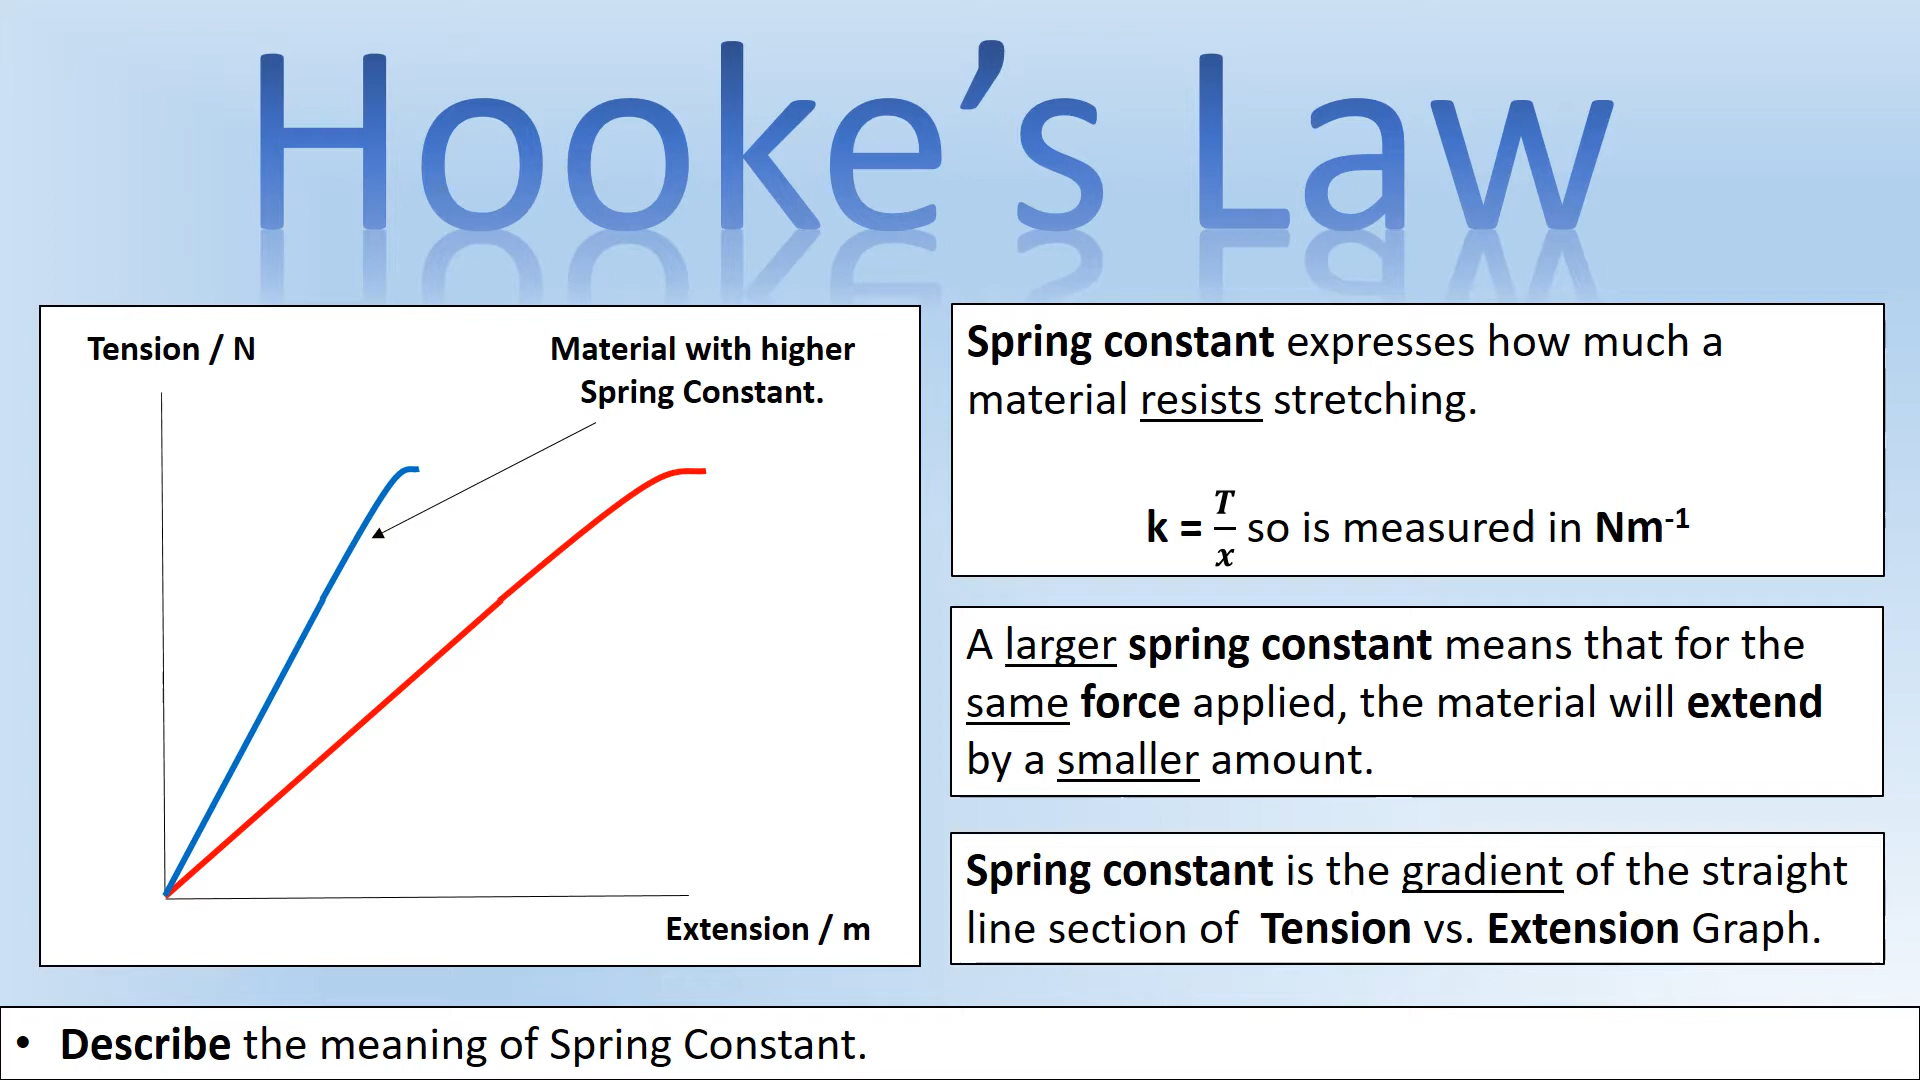 Hooke’s Law
Tension / N
Material with higher
Spring Constant.
Extension / m
Spring constant expresses how much a
material resists stretching.
k = T/x so is measured in Nm⁻¹
A larger spring constant means that for the
same force applied, the material will extend
by a smaller amount.
Spring constant is the gradient of the straight
line section of Tension vs. Extension Graph.
• Describe the meaning of Spring Constant.